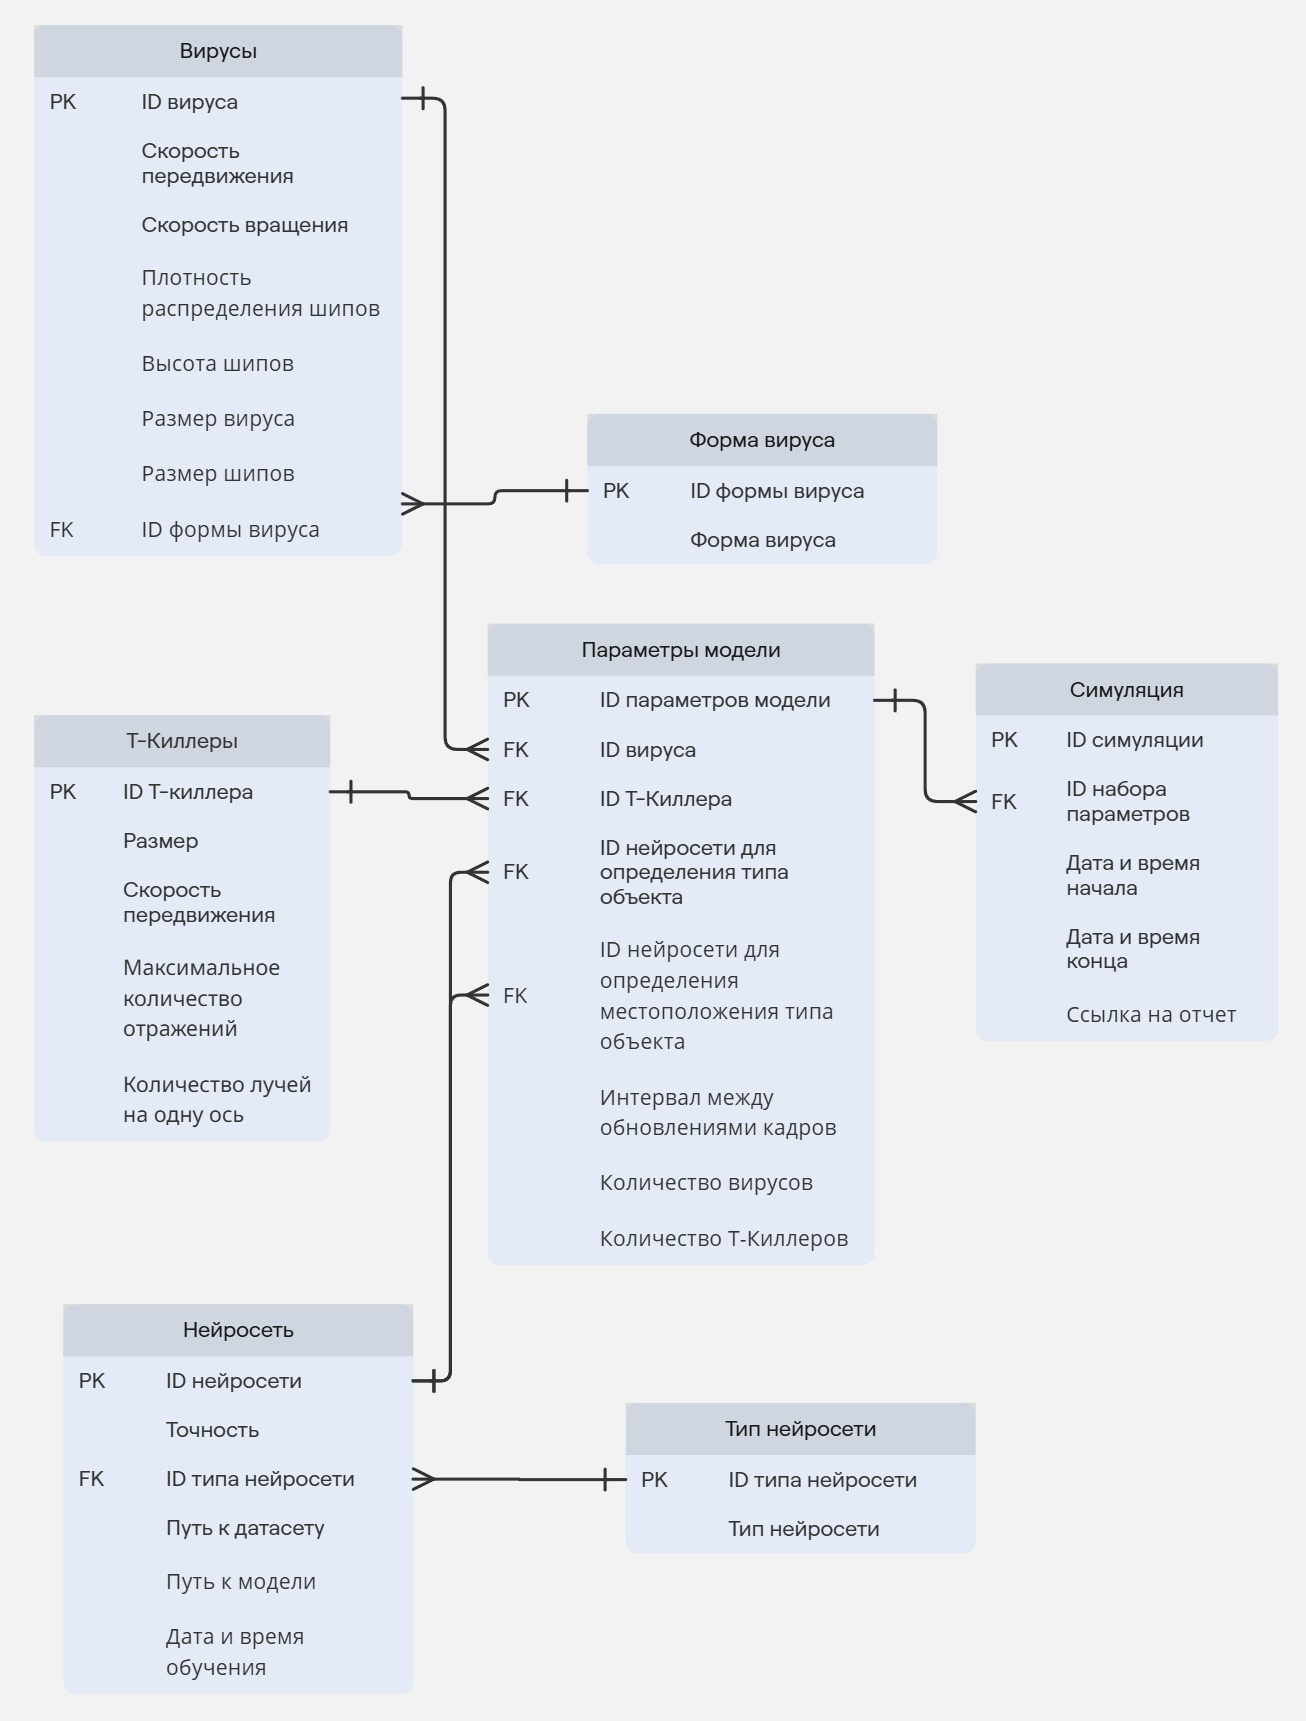 Вирусы
PK ID вируса
Скорость
передвижения
Скорость вращения
Плотность
распределения шипов
Высота шипов
Размер вируса
Размер шипов
FK ID формы вируса
Форма вируса
PK ID формы вируса
Форма вируса
Параметры модели
PK ID параметров модели
FK ID вируса
FK ID Т-Киллера
FK ID нейросети для
определения типа
объекта
FK ID нейросети для
определения
местоположения типа
объекта
Интервал между
обновлениями кадров
Количество вирусов
Количество Т-Киллеров
Симуляция
PK ID симуляции
FK ID набора
параметров
Дата и время
начала
Дата и время
конца
Ссылка на отчет
Т-Киллеры
PK ID Т-киллера
Размер
Скорость
передвижения
Максимальное
количество
отражений
Количество лучей
на одну ось
Нейросеть
PK ID нейросети
Точность
FK ID типа нейросети
Путь к датасету
Путь к модели
Дата и время
обучения
Тип нейросети
PK ID типа нейросети
Тип нейросети